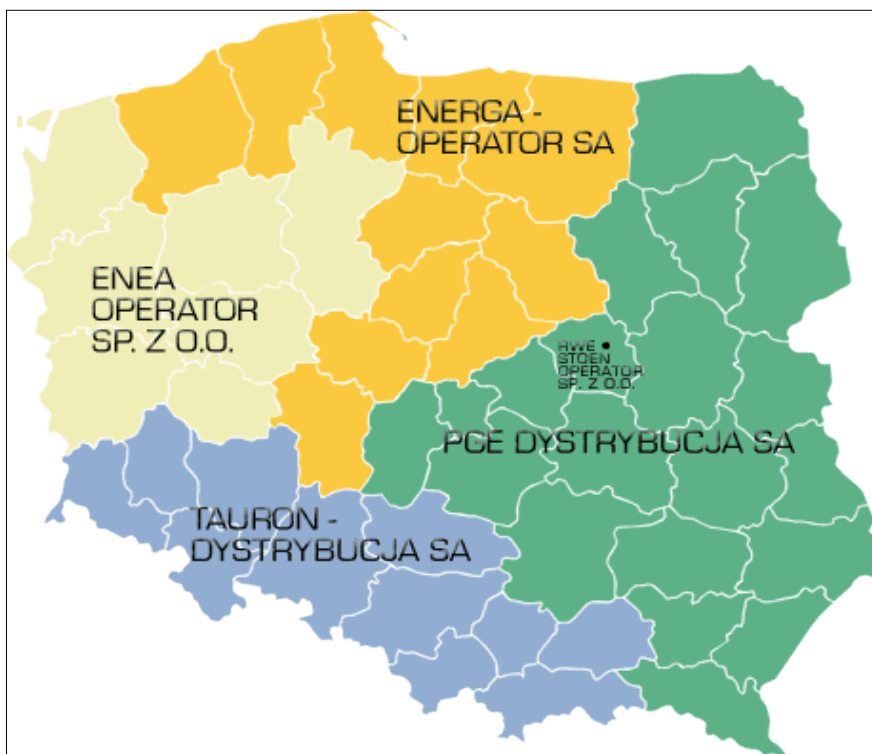 ENERGA -
OPERATOR SA
ENEA
OPERATOR
SP. Z O.O.
RWE
STOEN
OPERATOR
SP. Z O.O.
PGE DYSTRYBUCJA SA
TAURON -
DYSTRYBUCJA SA